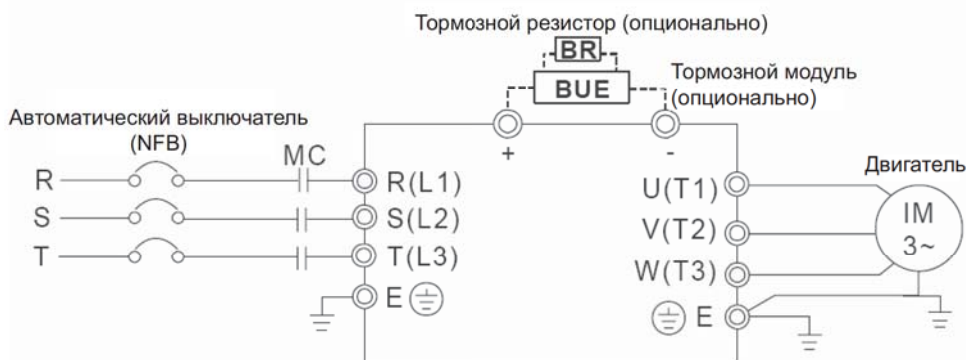 Тормозной резистор (опционально)
BR
BUE
Тормозной модуль
(опционально)
Автоматический выключатель
(NFB)
MC
+
-
Двигатель
R
R(L1)
U(T1)
S
S(L2)
V(T2)
IM
3~
T
T(L3)
W(T3)
E
E